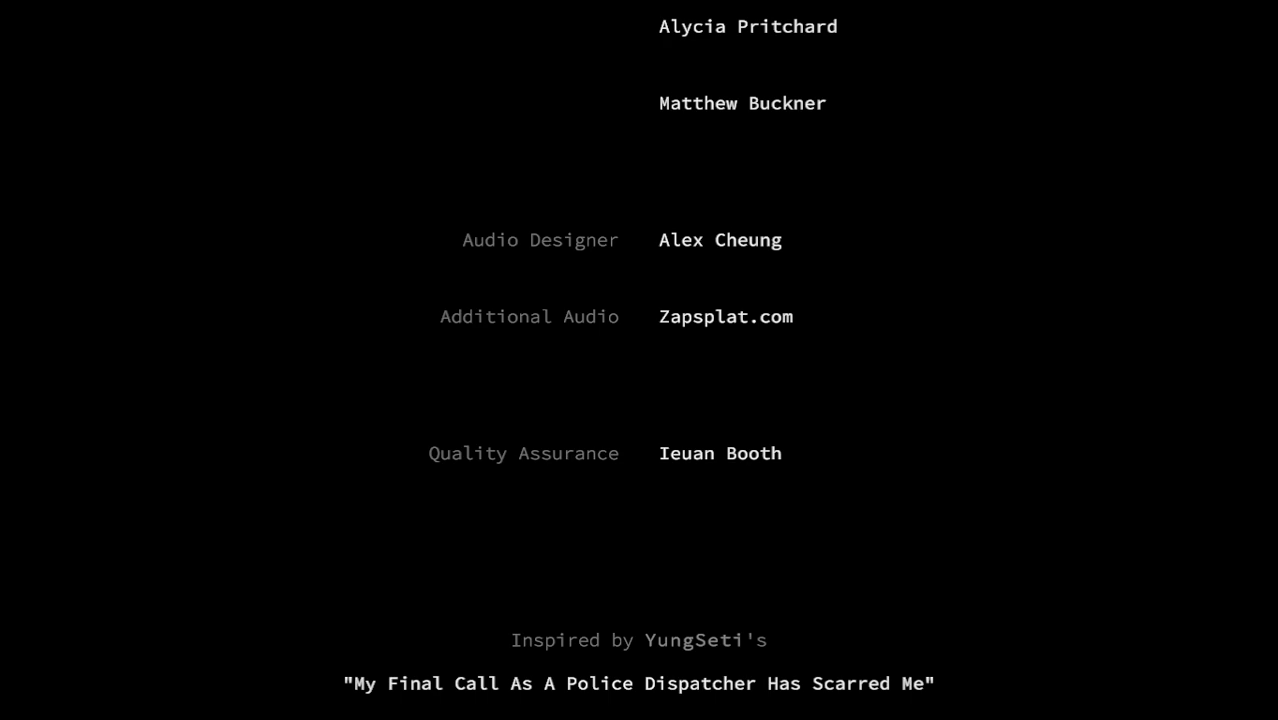 Alycia Pritchard
Matthew Buckner
Audio Designer Alex Cheung
Additional Audio Zapsplat.com
Quality Assurance Ieuan Booth
Inspired by YungSeti's
"My Final Call As A Police Dispatcher Has Scarred Me"